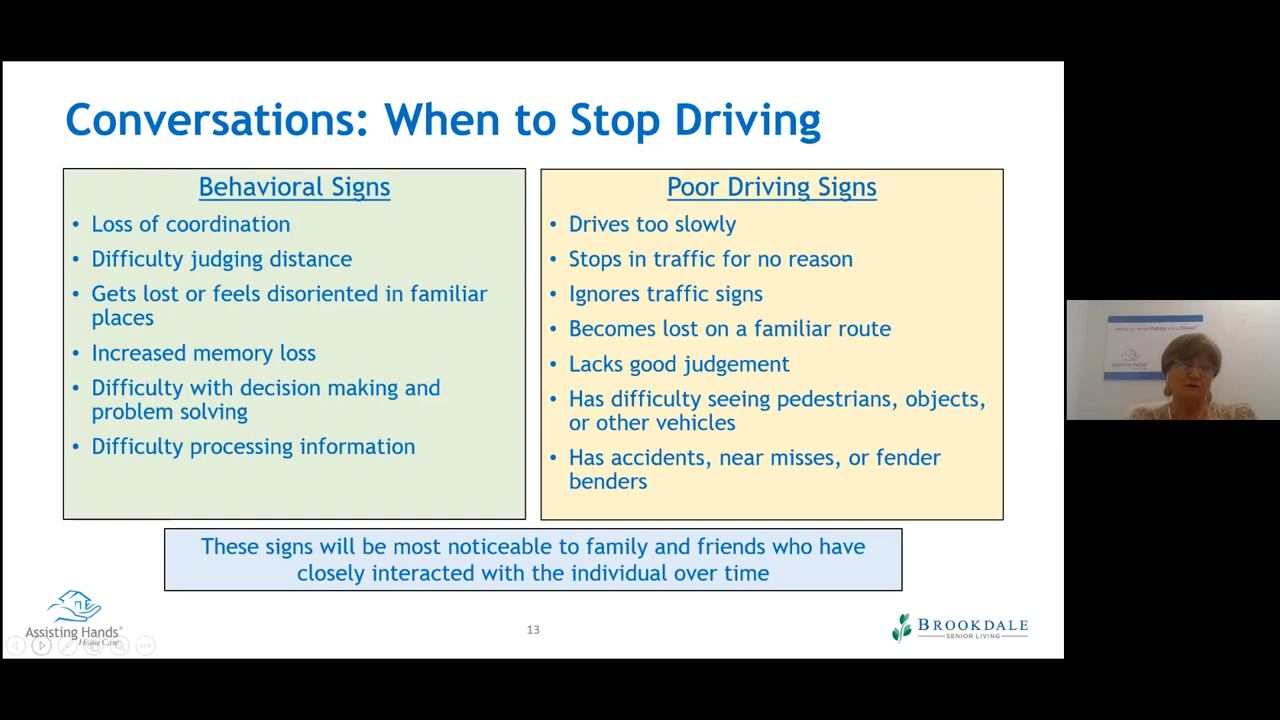 Conversations: When to Stop Driving
Behavioral Signs
• Loss of coordination
• Difficulty judging distance
• Gets lost or feels disoriented in familiar
places
• Increased memory loss
• Difficulty with decision making and
problem solving
• Difficulty processing information
Poor Driving Signs
• Drives too slowly
• Stops in traffic for no reason
• Ignores traffic signs
• Becomes lost on a familiar route
• Lacks good judgement
• Has difficulty seeing pedestrians, objects,
or other vehicles
• Has accidents, near misses, or fender
benders
These signs will be most noticeable to family and friends who have
closely interacted with the individual over time
Assisting Hands®
Home Care
13
BROOKDALE
SENIOR LIVING
Happy
Home!
Assisting Hands